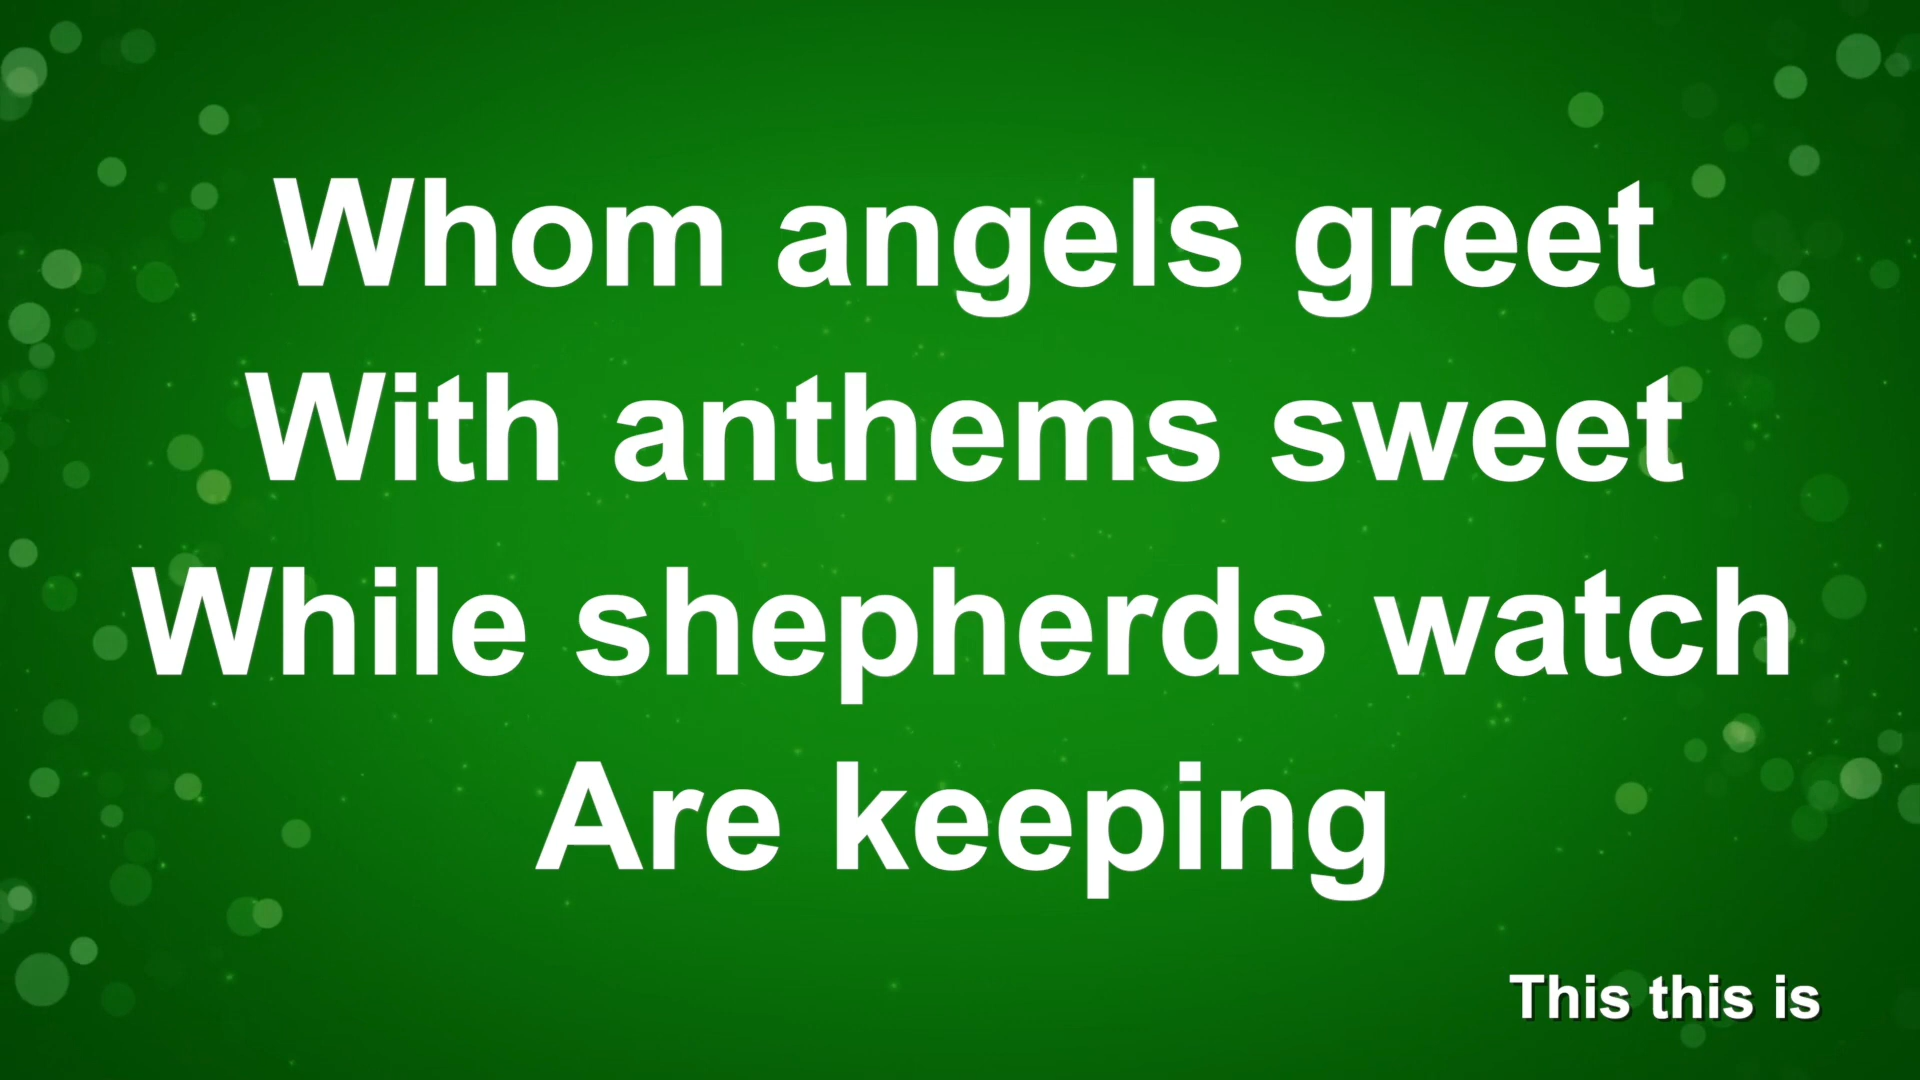 Whom angels greet
With anthems sweet
While shepherds watch
Are keeping
This this is